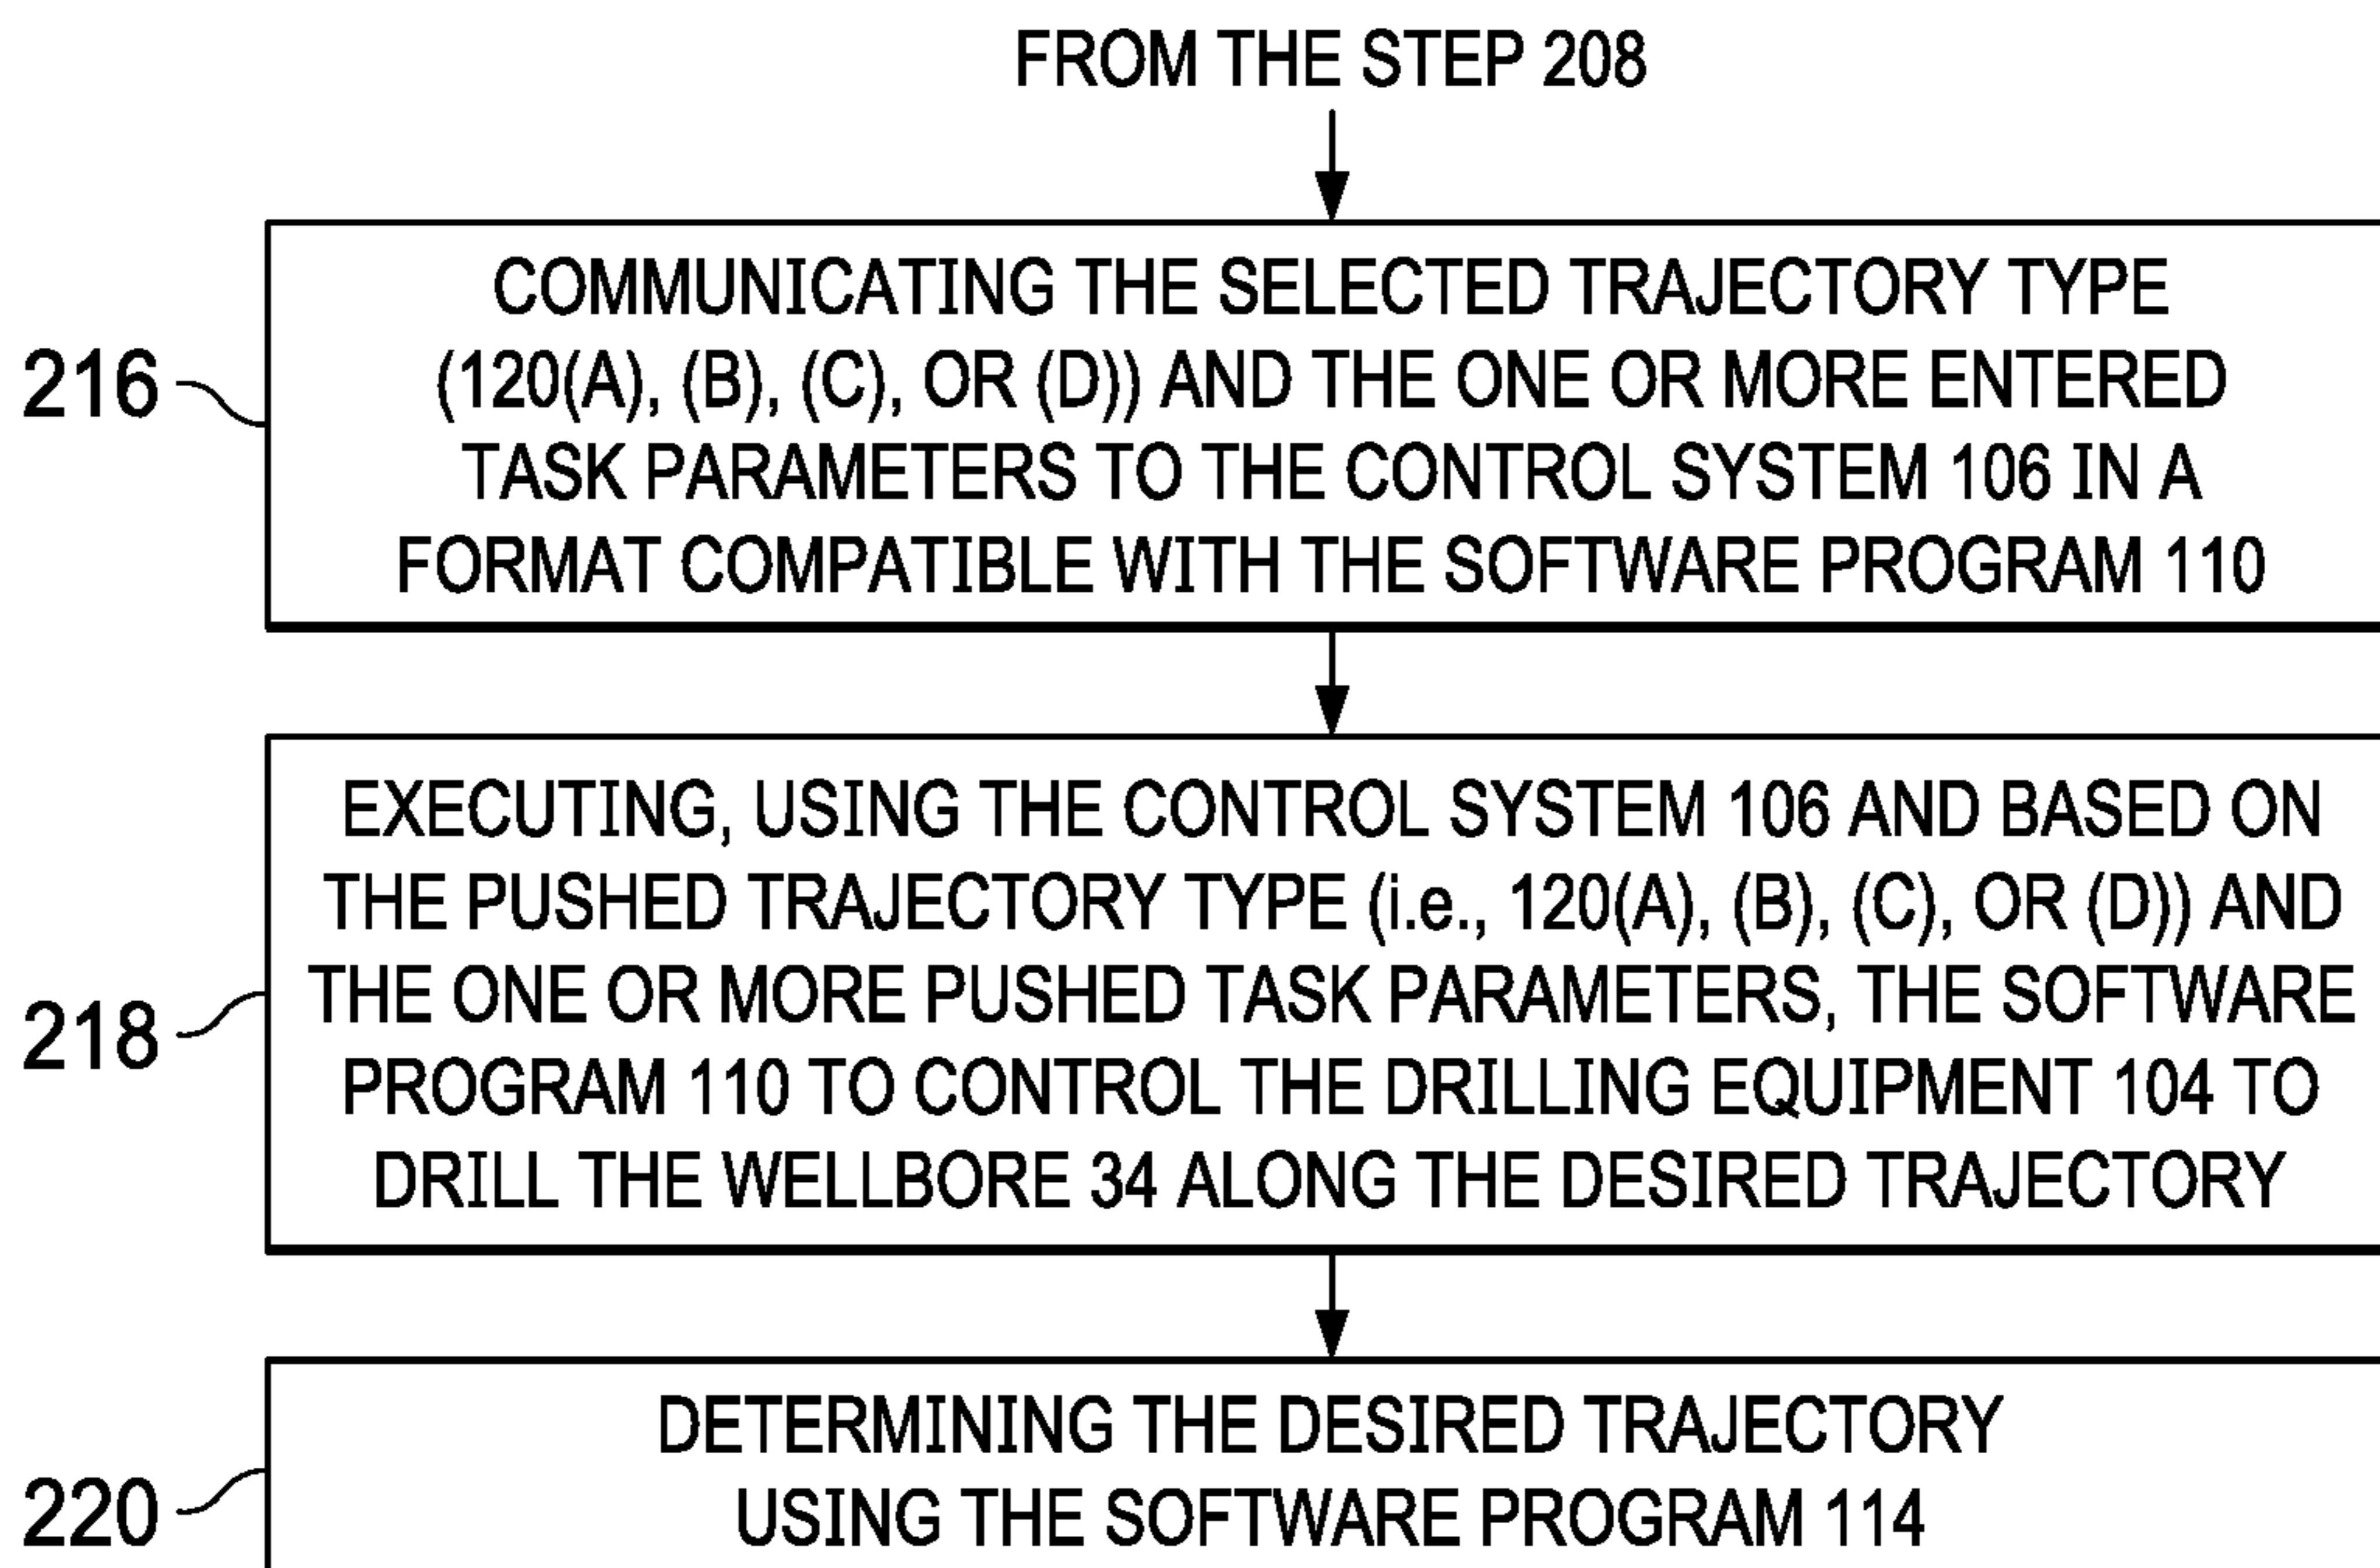 FROM THE STEP 208
COMMUNICATING THE SELECTED TRAJECTORY TYPE
(120(A), (B), (C), OR (D)) AND THE ONE OR MORE ENTERED
TASK PARAMETERS TO THE CONTROL SYSTEM 106 IN A
FORMAT COMPATIBLE WITH THE SOFTWARE PROGRAM 110
216
EXECUTING, USING THE CONTROL SYSTEM 106 AND BASED ON
THE PUSHED TRAJECTORY TYPE (i.e., 120(A), (B), (C), OR (D)) AND
THE ONE OR MORE PUSHED TASK PARAMETERS, THE SOFTWARE
PROGRAM 110 TO CONTROL THE DRILLING EQUIPMENT 104 TO
DRILL THE WELLBORE 34 ALONG THE DESIRED TRAJECTORY
218
DETERMINING THE DESIRED TRAJECTORY
USING THE SOFTWARE PROGRAM 114
220